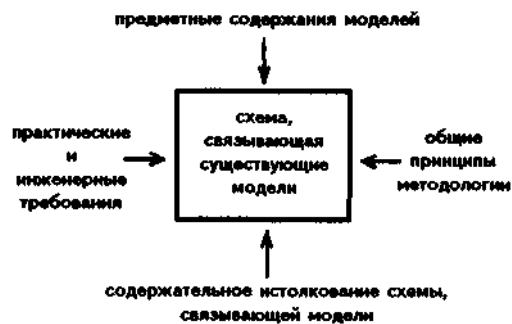 предметные содержания моделей
схема,
связывающая
существующие
модели
практические
и
инженерные
требования
общие
принципы
методологии
содержательное истолкование схемы,
связывающей модели